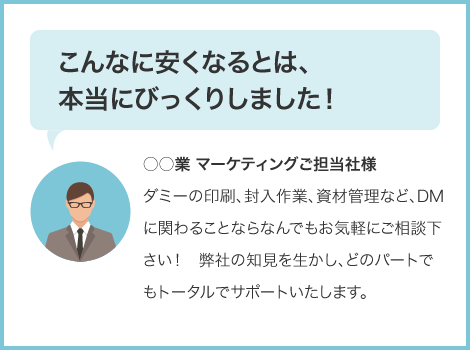 こんなに安くなるとは、
本当にびっくりしました！
○○業 マーケティングご担当社様
ダミーの印刷、封入作業、資材管理など、DM
に関わることならなんでもお気軽にご相談下
さい！　弊社の知見を生かし、どのパートで
もトータルでサポートいたします。